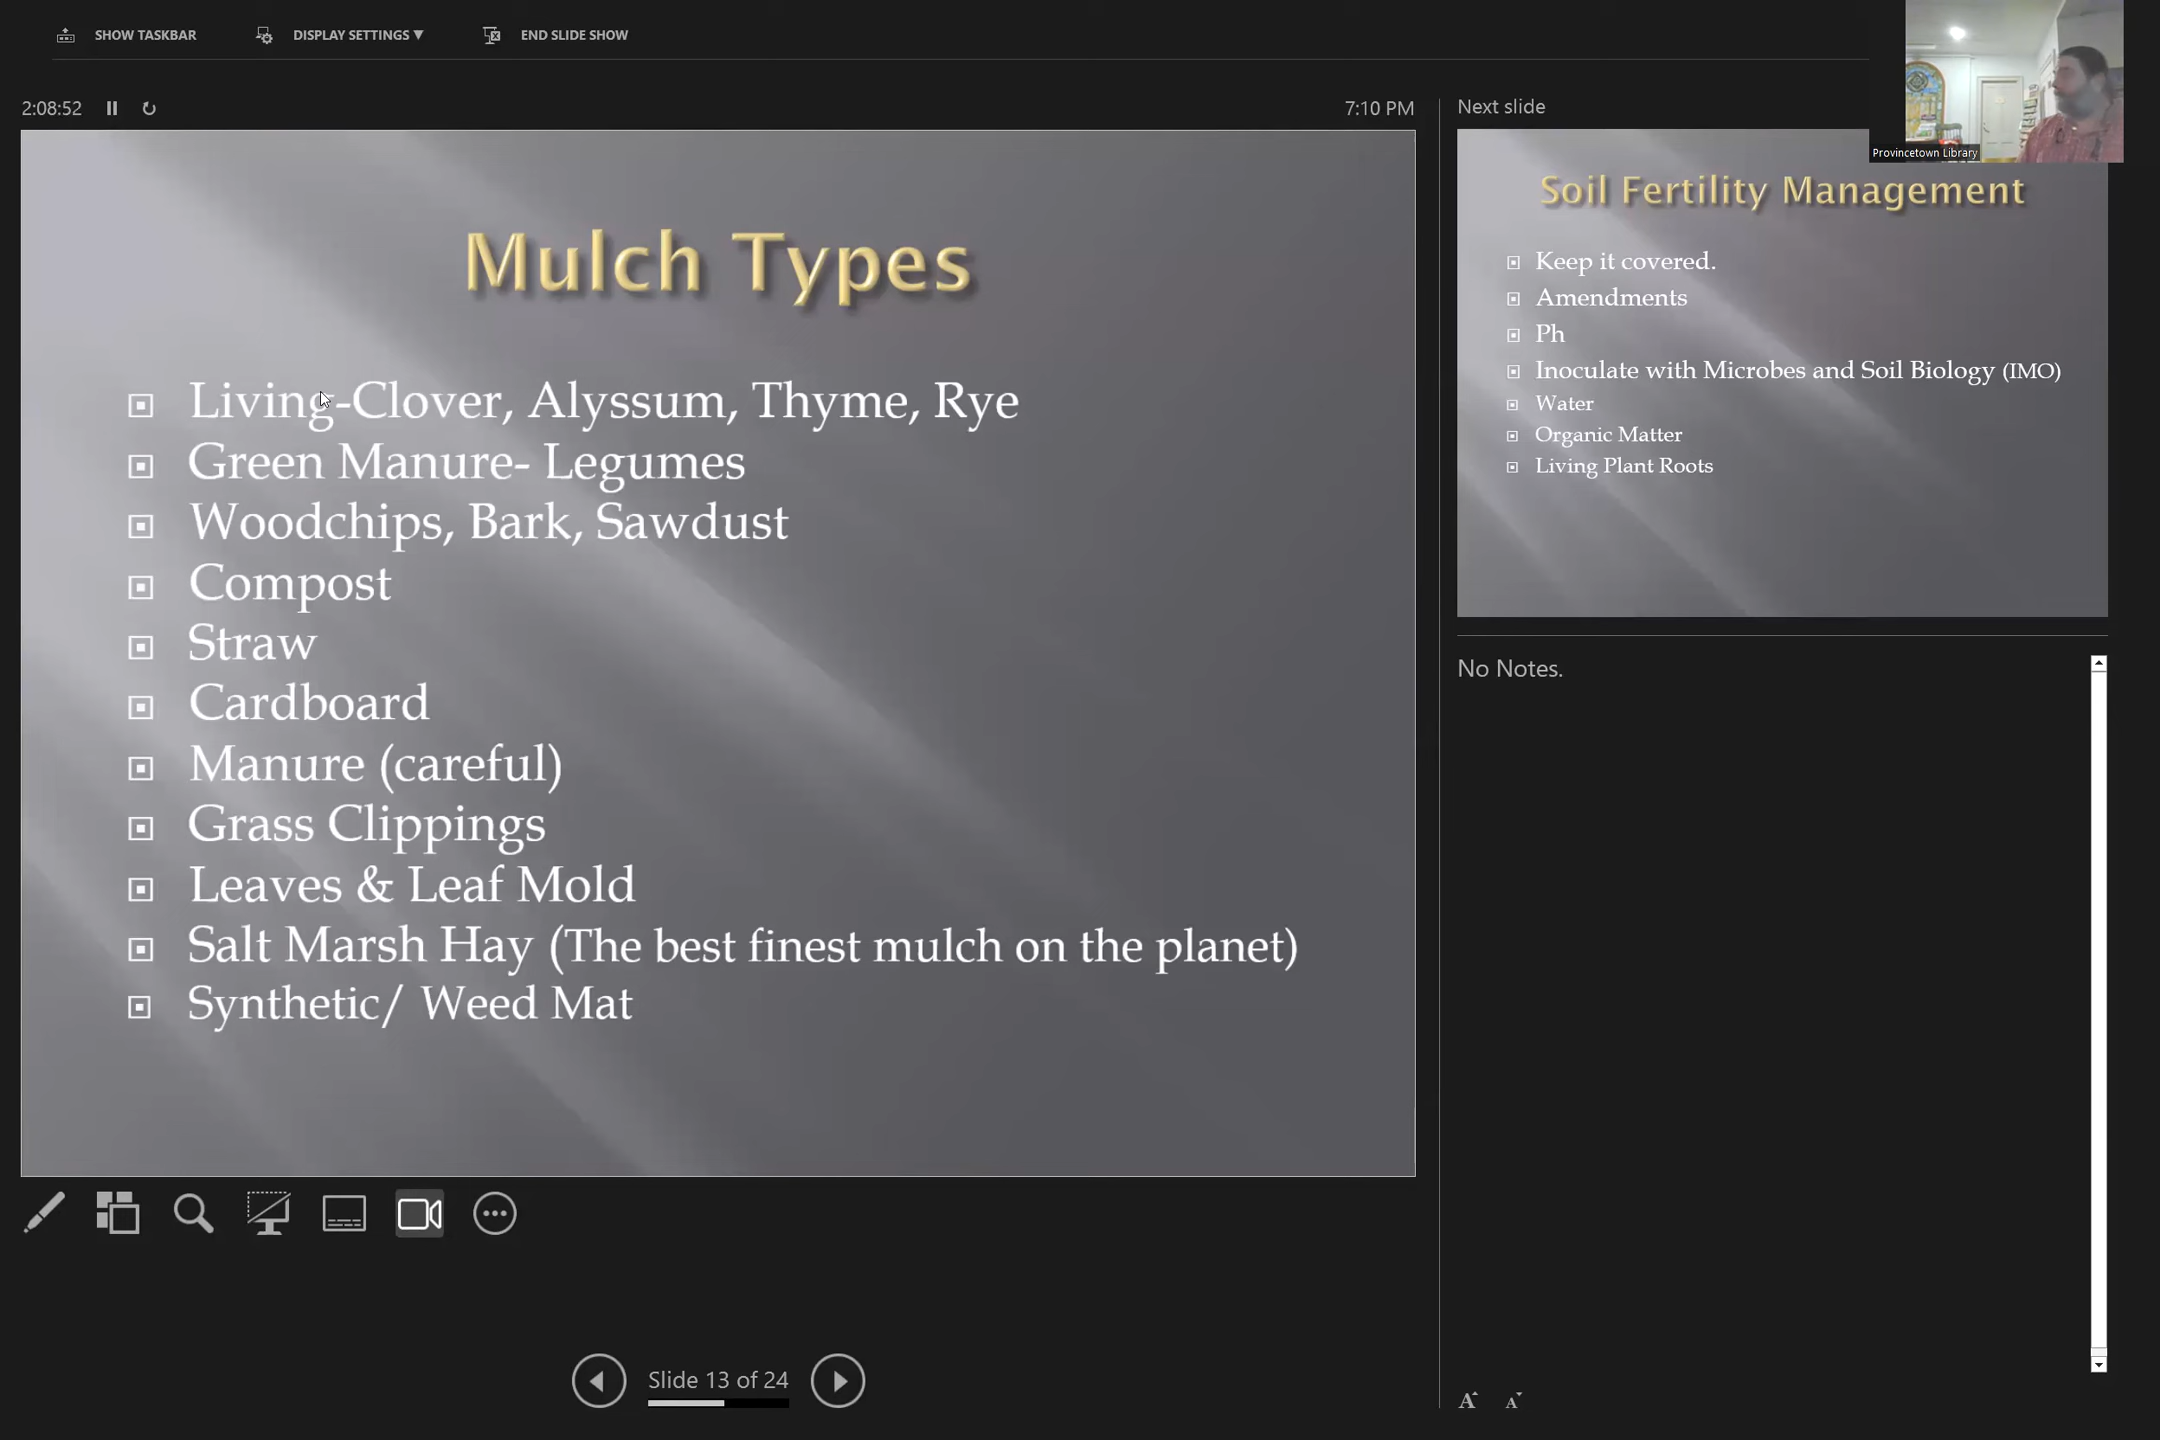 SHOW TASKBAR
DISPLAY SETTINGS ▼
END SLIDE SHOW
2:08:52
7:10 PM
Mulch Types
Living-Clover, Alyssum, Thyme, Rye
Green Manure- Legumes
Woodchips, Bark, Sawdust
Compost
Straw
Cardboard
Manure (careful)
Grass Clippings
Leaves & Leaf Mold
Salt Marsh Hay (The best finest mulch on the planet)
Synthetic/ Weed Mat
Slide 13 of 24
Next slide
Provincetown Library
Soil Fertility Management
Keep it covered.
Amendments
Ph
Inoculate with Microbes and Soil Biology (IMO)
Water
Organic Matter
Living Plant Roots
No Notes.
A A